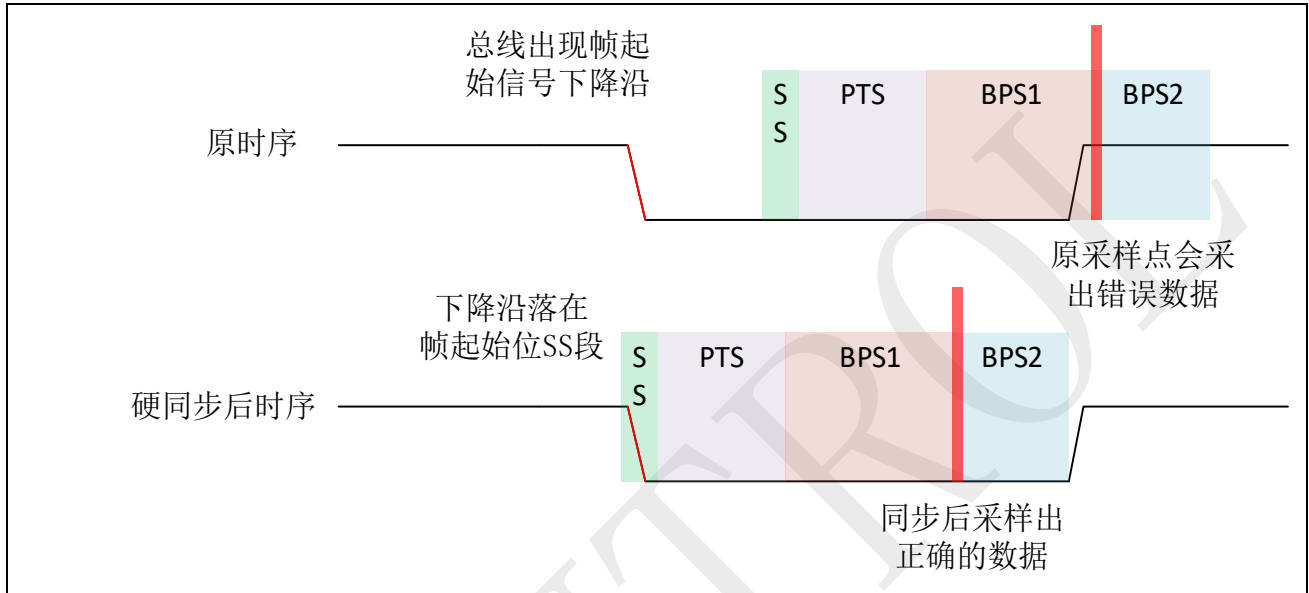 总线出现帧起
始信号下降沿
S
S
PTS
BPS1
BPS2
原时序
原采样点会采
出错误数据
下降沿落在
帧起始位SS段
S
S
PTS
BPS1
BPS2
硬同步后时序
同步后采样出
正确的数据